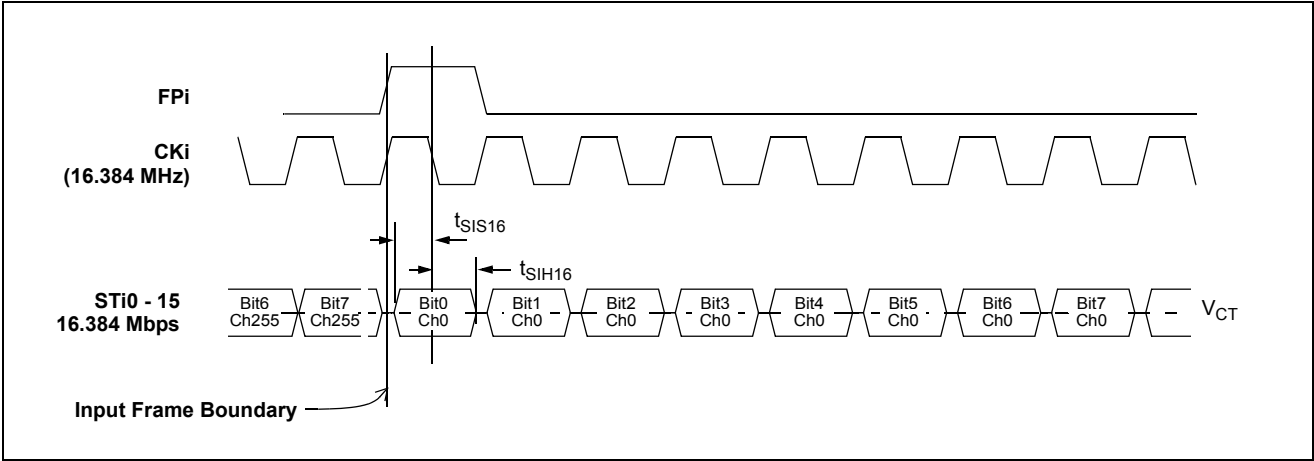 FPi
CKi
(16.384 MHz)
tSIS16
tSIH16
STi0 - 15
16.384 Mbps
Bit6 Ch255
Bit7 Ch255
Bit0 Ch0
Bit1 Ch0
Bit2 Ch0
Bit3 Ch0
Bit4 Ch0
Bit5 Ch0
Bit6 Ch0
Bit7 Ch0
VCT
Input Frame Boundary